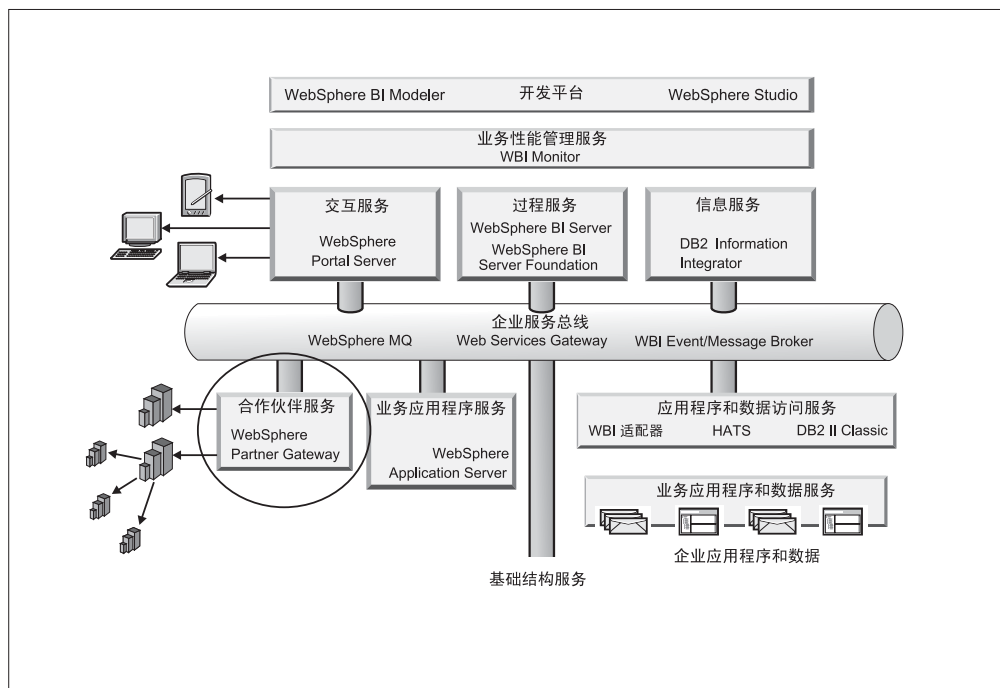 WebSphere BI Modeler 开发平台 WebSphere Studio
业务性能管理服务
WBI Monitor
交互服务
WebSphere
Portal Server
过程服务
WebSphere BI Server
WebSphere BI
Server Foundation
信息服务
DB2 Information
Integrator
企业服务总线
WebSphere MQ Web Services Gateway WBI Event/Message Broker
合作伙伴服务
WebSphere
Partner Gateway
业务应用程序服务
WebSphere
Application Server
应用程序和数据访问服务
WBI 适配器 HATS DB2 II Classic
业务应用程序和数据服务
企业应用程序和数据
基础结构服务